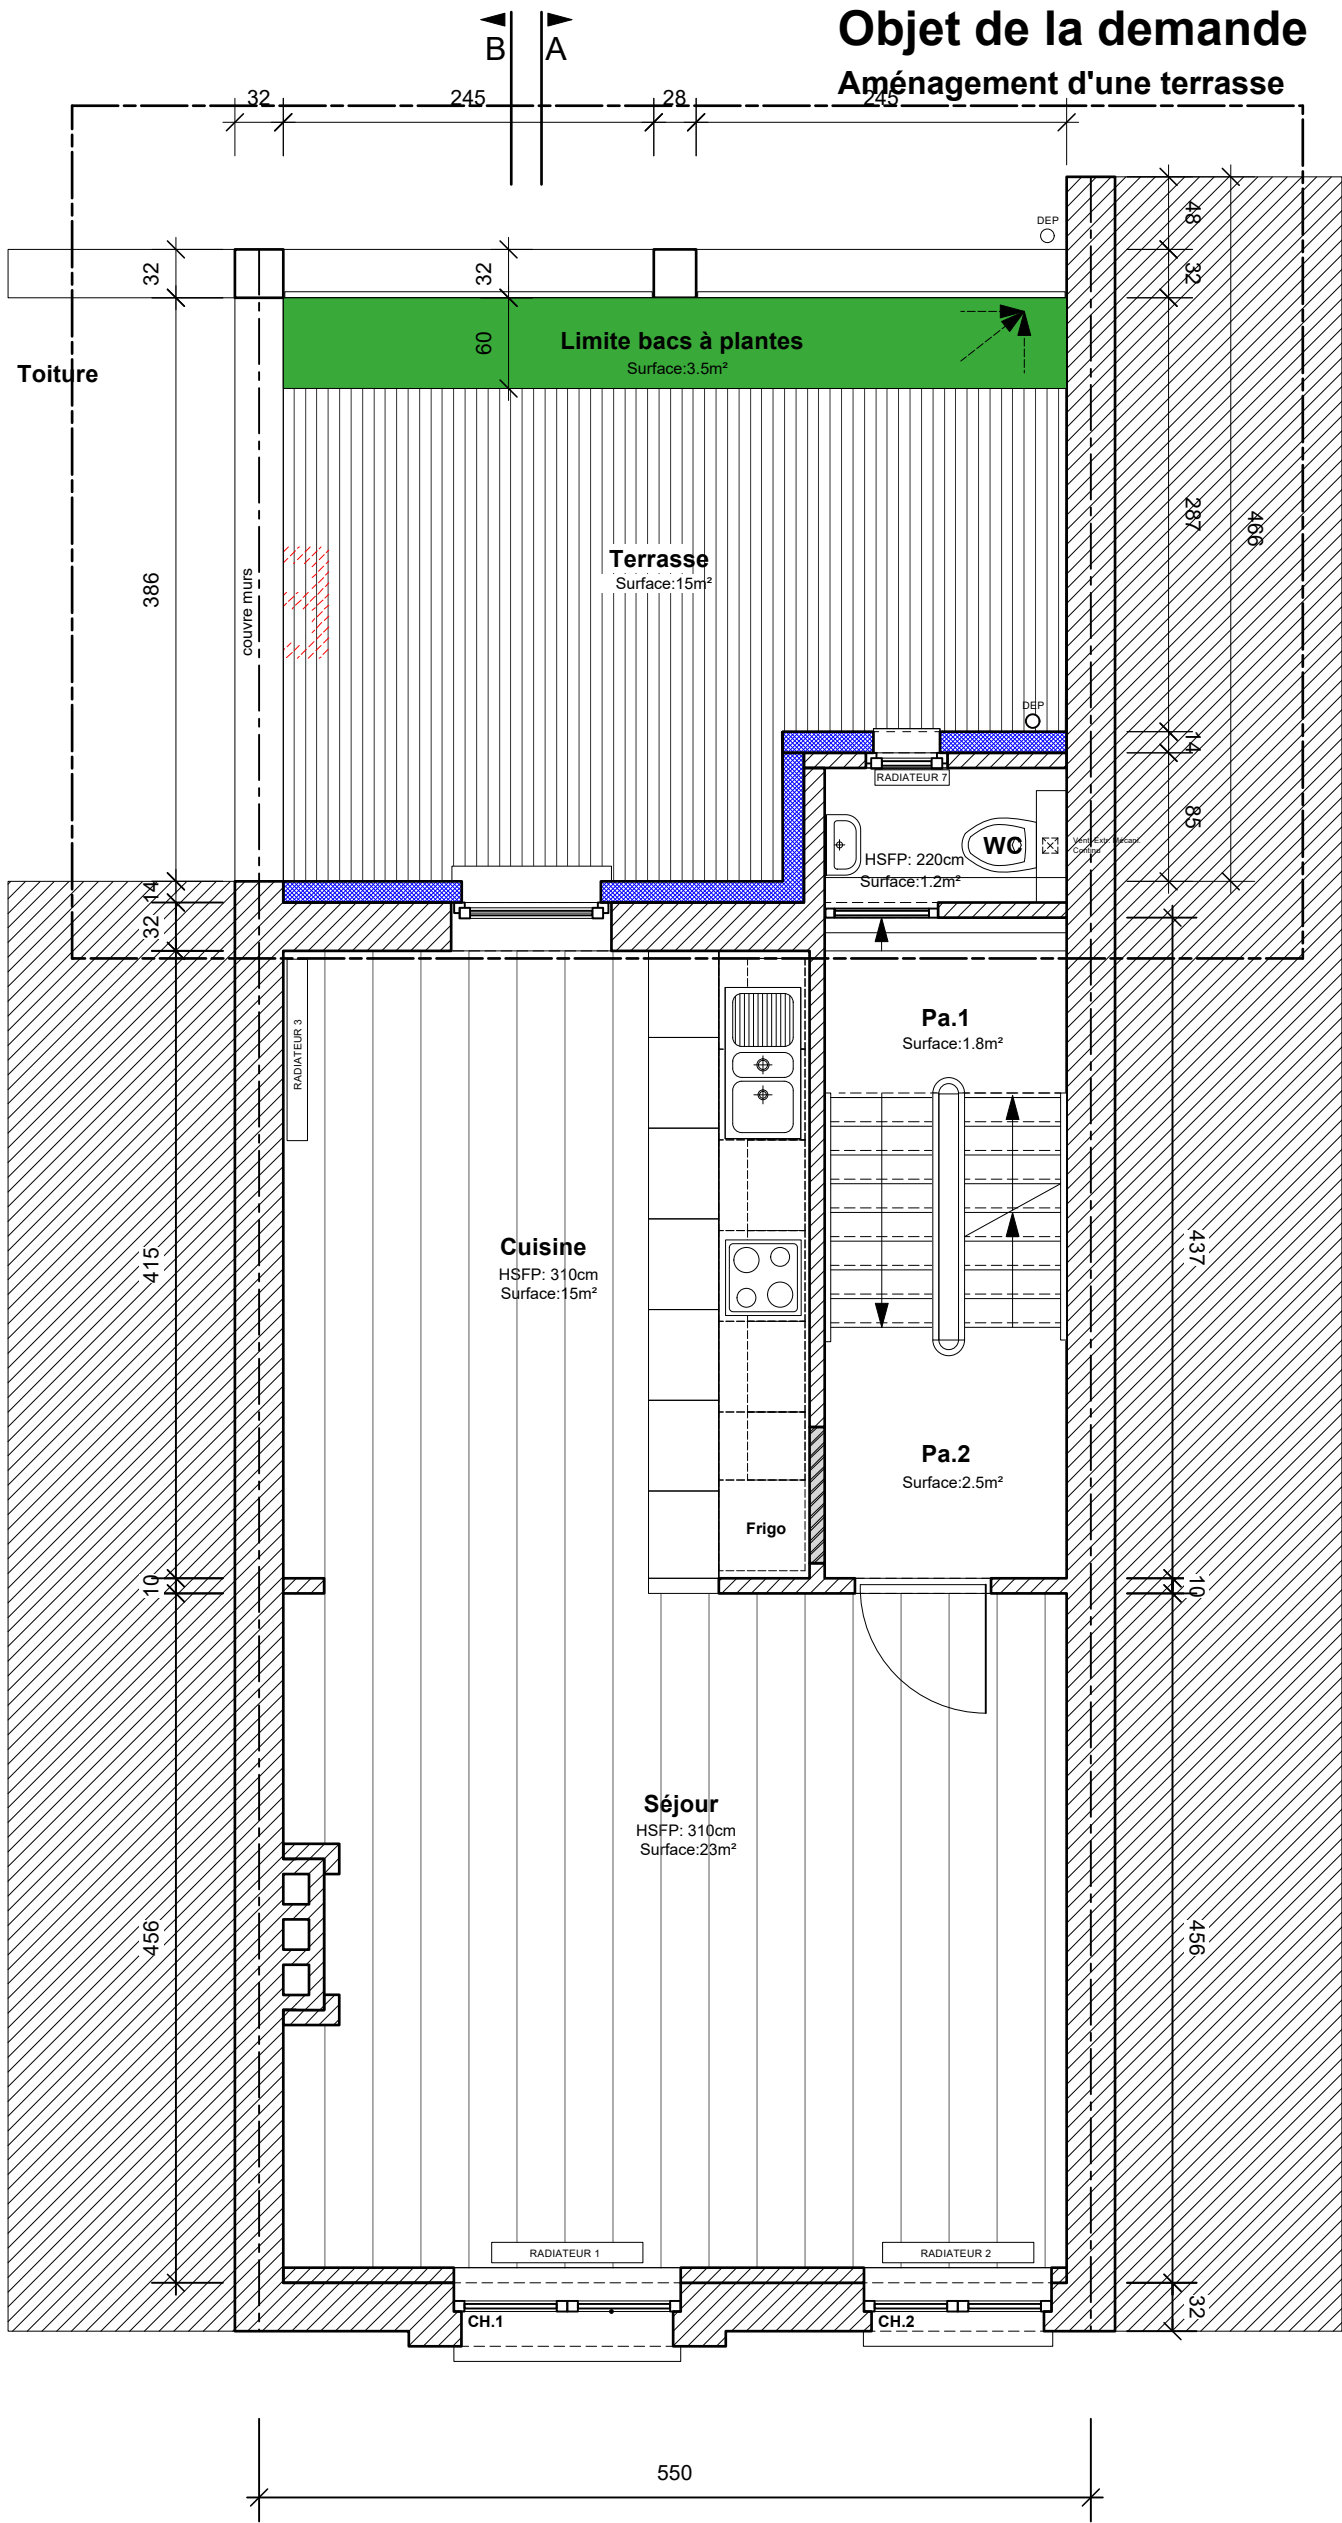 Objet de la demande
Aménagement d'une terrasse
B A
32 245 28 245
DEP
48
32
32
32
60
Limite bacs à plantes
Surface:3.5m²
Toiture
287
466
386
couvre murs
Terrasse
Surface:15m²
DEP
14
RADIATEUR 7
85
WC
Vent. Extr. Mécani.
Continu
HSFP: 220cm
Surface:1.2m²
14
32
RADIATEUR 3
Pa.1
Surface:1.8m²
415
437
Cuisine
HSFP: 310cm
Surface:15m²
Pa.2
Surface:2.5m²
Frigo
10
10
Séjour
HSFP: 310cm
Surface:23m²
456
456
RADIATEUR 1
RADIATEUR 2
CH.1
CH.2
32
550